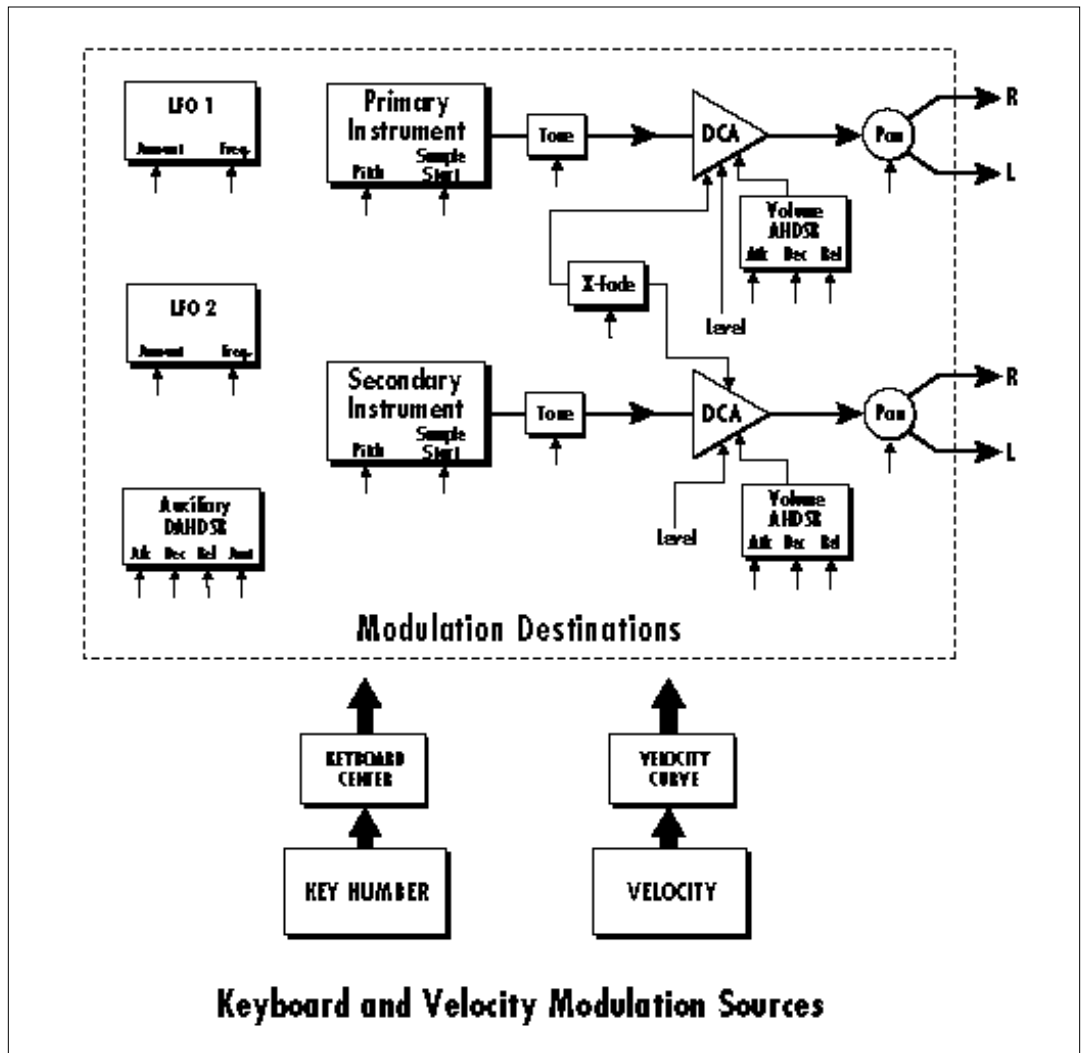 LFO 1
Amount Freq.
Primary
Instrument
Pitch Sample
Start
Tone
DCA
Pan
R
L
Volume
AHDSR
Atk Dec Rel
X-fade
Level
LFO 2
Amount Freq.
Secondary
Instrument
Pitch Sample
Start
Tone
DCA
Pan
R
L
Level
Volume
AHDSR
Atk Dec Rel
Auxiliary
DAHDSR
Atk Dec Rel Amt
Modulation Destinations
KEYBOARD
CENTER
VELOCITY
CURVE
KEY NUMBER
VELOCITY
Keyboard and Velocity Modulation Sources